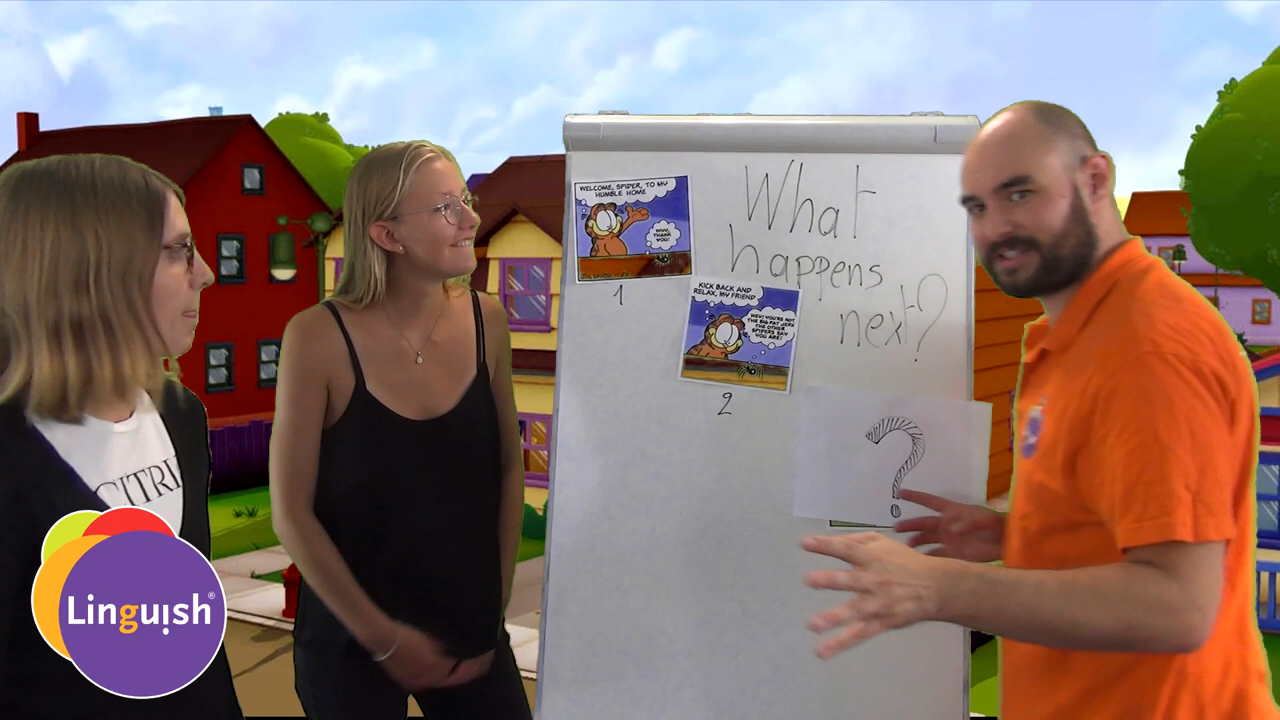 WELCOME, SPIDER, TO MY
HUMBLE HOME
WHY,
THANK
YOU!
1
What
happens
next?
KICK BACK AND
RELAX, MY FRIEND
HEY! YOU'RE NOT
THE BIG FAT JERK
THE OTHER
SPIDERS SAY
YOU ARE!
2
?
CITRI
Linguish®